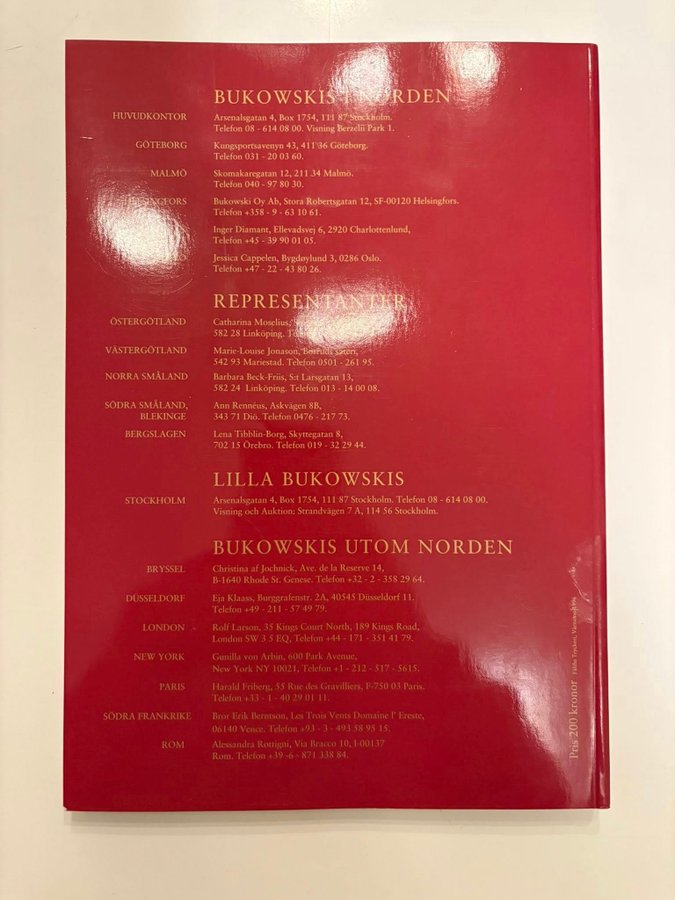 BUKOWSKIS I NORDEN
HUVUDKONTOR Arsenalsgatan 4, Box 1754, 111 87 Stockholm.
Telefon 08 - 614 08 00. Visning Berzelii Park 1.
GÖTEBORG Kungsportsavenyn 43, 411 36 Göteborg.
Telefon 031 - 20 03 60.
MALMÖ Skomakaregatan 12, 211 34 Malmö.
Telefon 040 - 97 80 30.
HELSINGFORS Bukowski Oy Ab, Stora Robertsgatan 12, SF-00120 Helsingfors.
Telefon +358 - 9 - 63 10 61.
Inger Diamant, Ellevadsvej 6, 2920 Charlottenlund,
Telefon +45 - 39 90 01 05.
Jessica Cappelen, Bygdøylund 3, 0286 Oslo.
Telefon +47 - 22 - 43 80 26.
REPRESENTANTER
ÖSTERGÖTLAND Catharina Moselius,
582 28 Linköping.
VÄSTERGÖTLAND Marie-Louise Jonason, säteri,
542 93 Mariestad. Telefon 0501 - 261 95.
NORRA SMÅLAND Barbara Beck-Friis, S:t Larsgatan 13,
582 24 Linköping. Telefon 013 - 14 00 08.
SÖDRA SMÅLAND, Ann Rennéus, Askvägen 8B,
BLEKINGE 343 71 Diö. Telefon 0476 - 217 73.
BERGSLAGEN Lena Tibblin-Borg, Skyttegatan 8,
702 15 Örebro. Telefon 019 - 32 29 44.
LILLA BUKOWSKIS
STOCKHOLM Arsenalsgatan 4, Box 1754, 111 87 Stockholm. Telefon 08 - 614 08 00.
Visning och Auktion: Strandvägen 7 A, 114 56 Stockholm.
BUKOWSKIS UTOM NORDEN
BRYSSEL Christina af Jochnick, Ave. de la Reserve 14,
B-1640 Rhode St. Genese. Telefon +32 - 2 - 358 29 64.
DÜSSELDORF Eja Klaass, Burggrafenstr. 2A, 40545 Düsseldorf 11.
Telefon +49 - 211 - 57 49 79.
LONDON Rolf Larson, 35 Kings Court North, 189 Kings Road,
London SW 3 5 EQ, Telefon +44 - 171 - 351 41 79.
NEW YORK Gunilla von Arbin, 600 Park Avenue,
New York NY 10021, Telefon +1 - 212 - 517 - 5615.
PARIS Harald Friberg, 55 Rue des Gravilliers, F-750 03 Paris.
Telefon +33 - 1 - 40 29 01 11.
SÖDRA FRANKRIKE Bror Erik Berntson, Les Trois Vents Domaine l' Ereste,
06140 Vence. Telefon +93 - 3 - 493 58 95 15.
ROM Alessandra Rottigni, Via Bracco 10, I-00137
Rom. Telefon +39 -6 - 871 338 84.
Pris 200 kronor Fälths Tryckeri, Värnamo